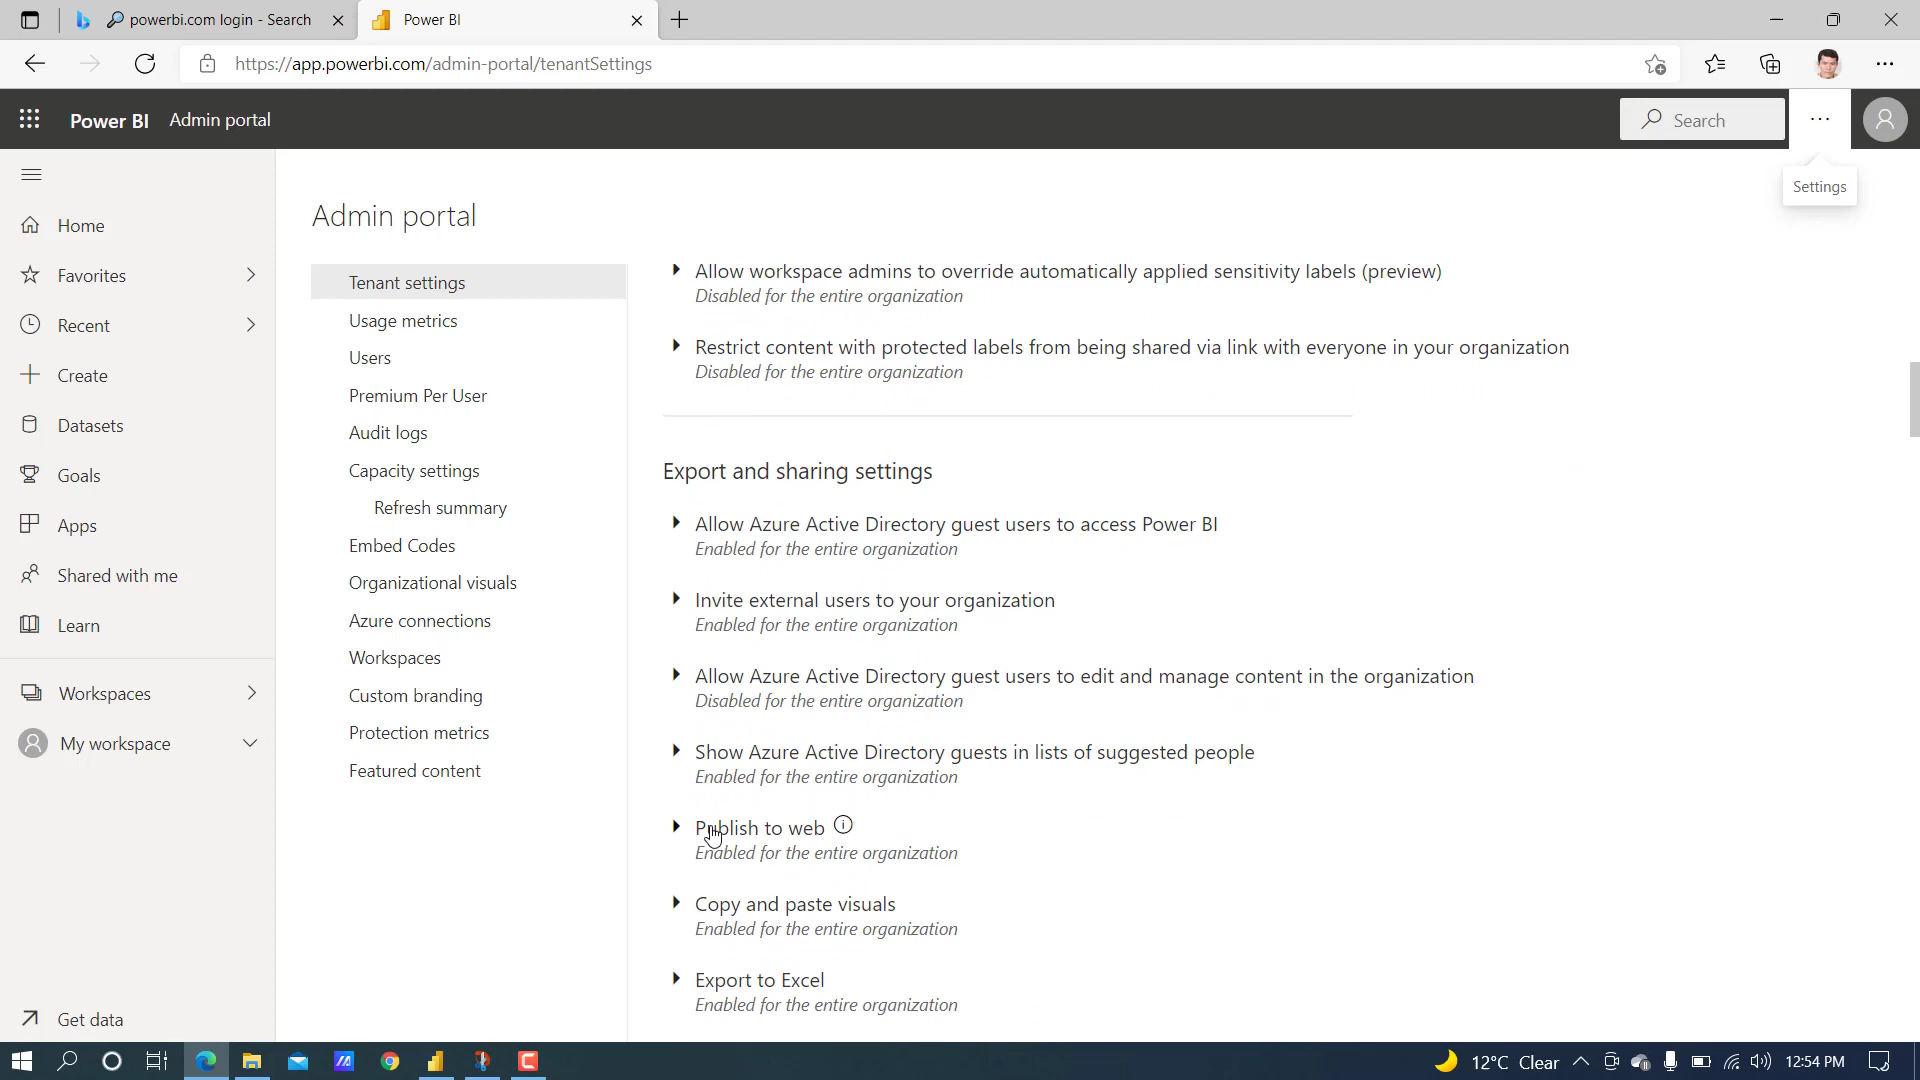 powerbi.com login - Search
Power BI
https://app.powerbi.com/admin-portal/tenantSettings
Power BI Admin portal
Search
Settings
Home
Favorites
Recent
Create
Datasets
Goals
Apps
Shared with me
Learn
Workspaces
My workspace
Get data
Admin portal
Tenant settings
Usage metrics
Users
Premium Per User
Audit logs
Capacity settings
Refresh summary
Embed Codes
Organizational visuals
Azure connections
Workspaces
Custom branding
Protection metrics
Featured content
Allow workspace admins to override automatically applied sensitivity labels (preview)
Disabled for the entire organization
Restrict content with protected labels from being shared via link with everyone in your organization
Disabled for the entire organization
Export and sharing settings
Allow Azure Active Directory guest users to access Power BI
Enabled for the entire organization
Invite external users to your organization
Enabled for the entire organization
Allow Azure Active Directory guest users to edit and manage content in the organization
Disabled for the entire organization
Show Azure Active Directory guests in lists of suggested people
Enabled for the entire organization
Publish to web
Enabled for the entire organization
Copy and paste visuals
Enabled for the entire organization
Export to Excel
Enabled for the entire organization
12°C Clear
12:54 PM